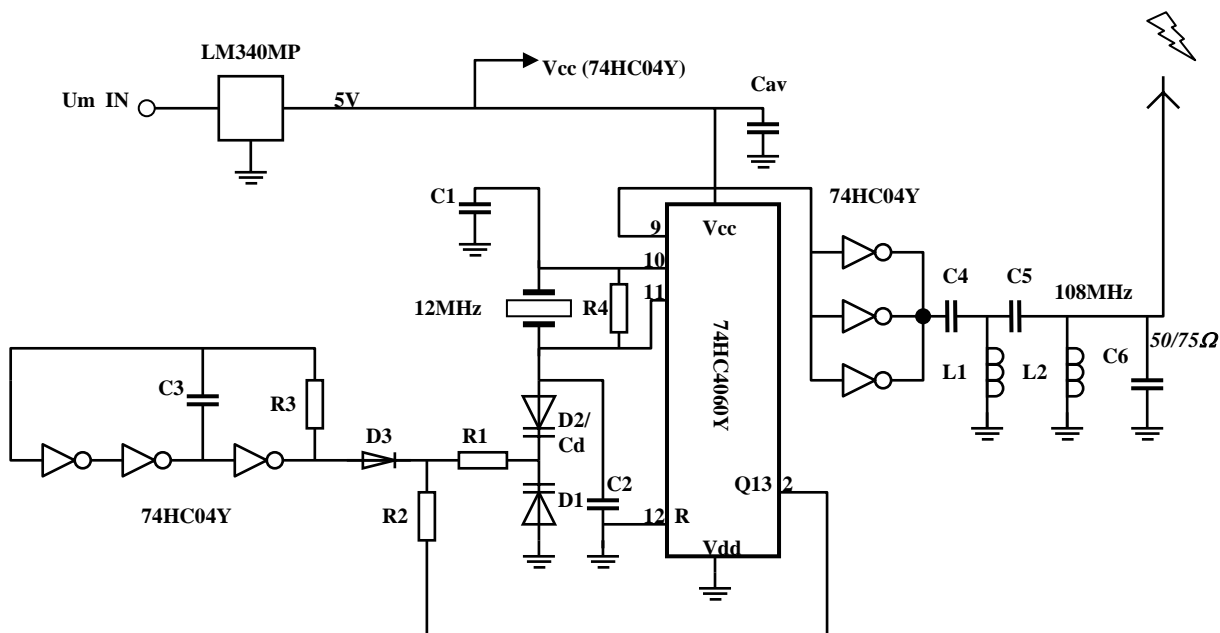 LM340MP
Um IN
5V
Vcc (74HC04Y)
Cav
C1
9
Vcc
74HC04Y
10
11
12MHz
R4
74HC4060Y
C4
C5
108MHz
50/75Ω
L1
L2
C6
C3
R3
D3
R1
D2/
Cd
D1
C2
R2
74HC04Y
Q13
2
12
R
Vdd